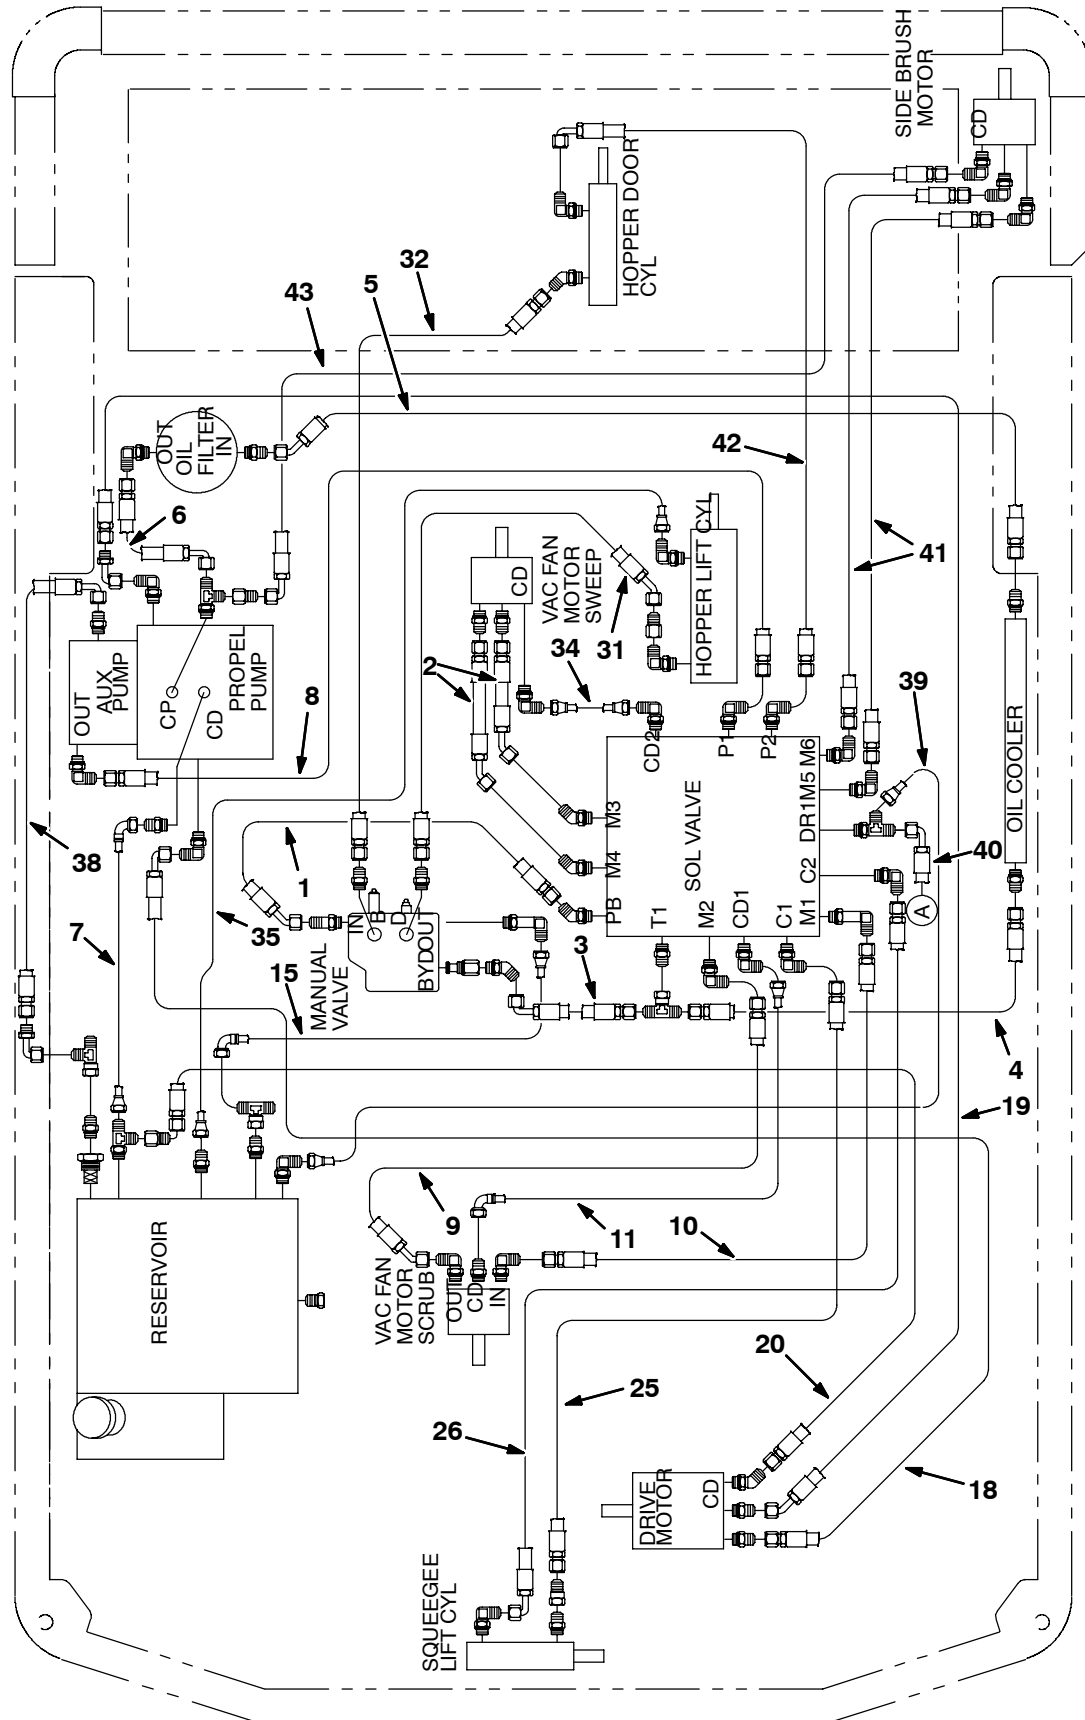 SIDE BRUSH
MOTOR
CD
HOPPER DOOR
CYL
32
5
43
OUT
OIL
FILTER
IN
42
6
41
CD
VAC FAN
MOTOR
SWEEP
HOPPER LIFT CYL
31
34
2
39
OUT
AUX
PUMP
CP
CD
PROPEL
PUMP
8
CD2
P1
P2
M6
M5
DR1
C2
M1
M3
M4
PB
SOL VALVE
T1
M2
CD1
C1
OIL COOLER
38
1
40
A
7
35
IN
B
D
OUT
BYD
15
MANUAL
VALVE
3
4
19
9
11
10
RESERVOIR
VAC FAN
MOTOR
SCRUB
OUT
CD
IN
20
25
26
18
DRIVE
MOTOR
CD
SQUEEGEE
LIFT CYL